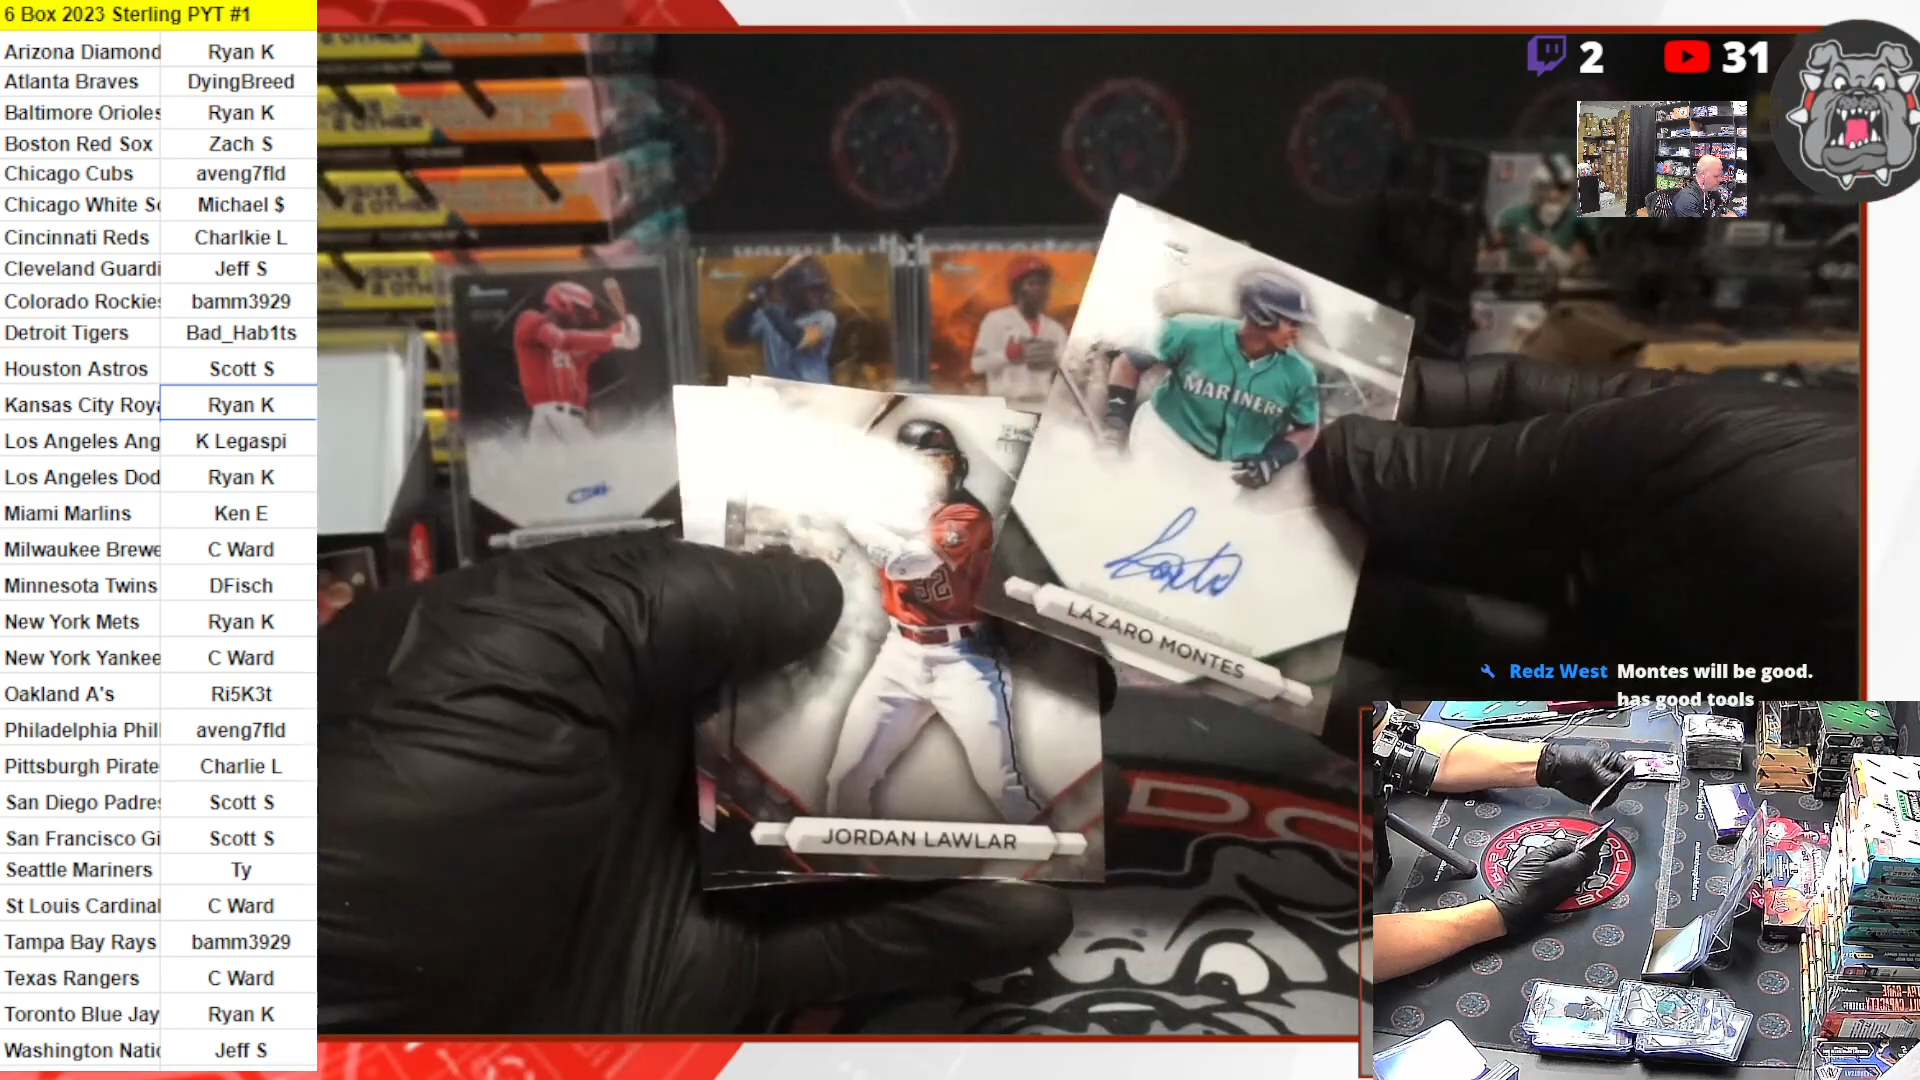 6 Box 2023 Sterling PYT #1
Arizona Diamond Ryan K
Atlanta Braves DyingBreed
Baltimore Orioles Ryan K
Boston Red Sox Zach S
Chicago Cubs aveng7fld
Chicago White So Michael $
Cincinnati Reds Charlkie L
Cleveland Guardi Jeff S
Colorado Rockies bamm3929
Detroit Tigers Bad_Hab1ts
Houston Astros Scott S
Kansas City Roya Ryan K
Los Angeles Ang K Legaspi
Los Angeles Dod Ryan K
Miami Marlins Ken E
Milwaukee Brewe C Ward
Minnesota Twins DFisch
New York Mets Ryan K
New York Yankee C Ward
Oakland A's Ri5K3t
Philadelphia Phill aveng7fld
Pittsburgh Pirate Charlie L
San Diego Padres Scott S
San Francisco Gi Scott S
Seattle Mariners Ty
St Louis Cardinal C Ward
Tampa Bay Rays bamm3929
Texas Rangers C Ward
Toronto Blue Jay Ryan K
Washington Natio Jeff S
2 31
MARINERS
LÁZARO MONTES
JORDAN LAWLAR
Redz West Montes will be good.
has good tools